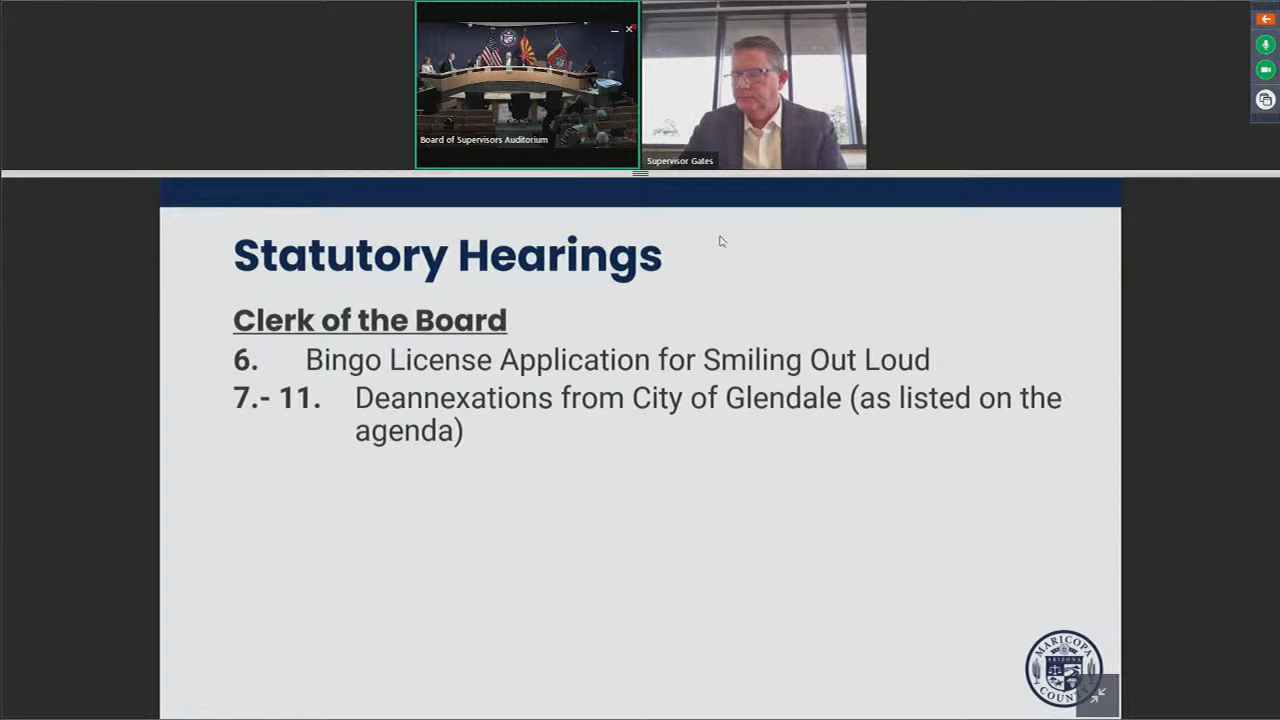 Board of Supervisors Auditorium
Supervisor Gates
Statutory Hearings
Clerk of the Board
6. Bingo License Application for Smiling Out Loud
7.- 11. Deannexations from City of Glendale (as listed on the
agenda)
MARICOPA
ARIZONA
COUNTY